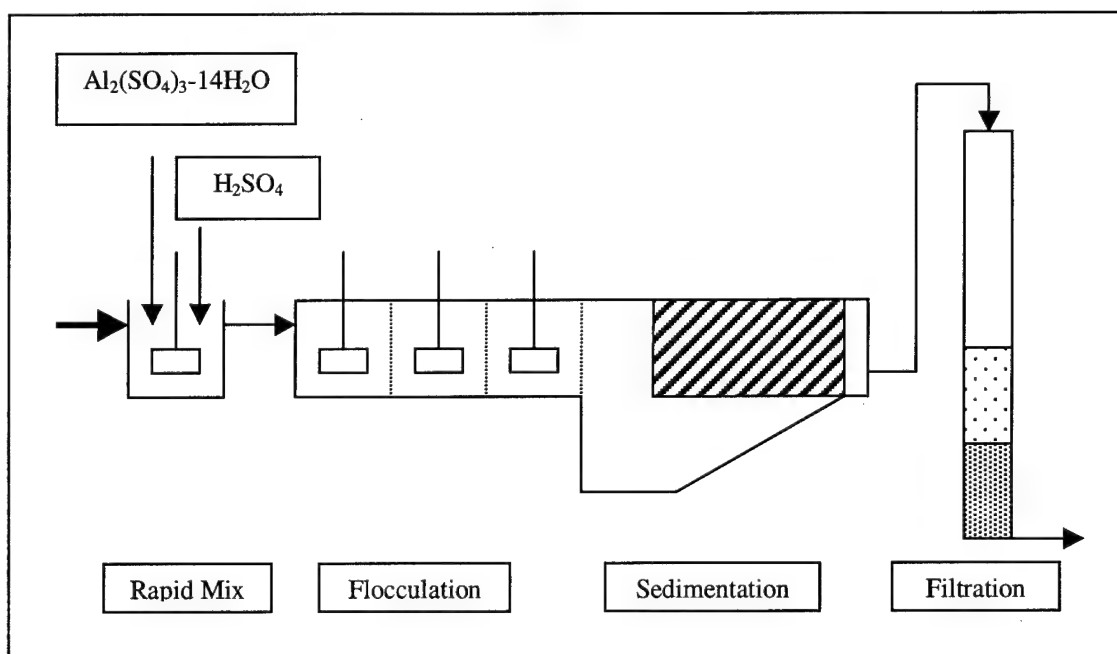 Al₂(SO₄)₃-14H₂O
H₂SO₄
Rapid Mix
Flocculation
Sedimentation
Filtration